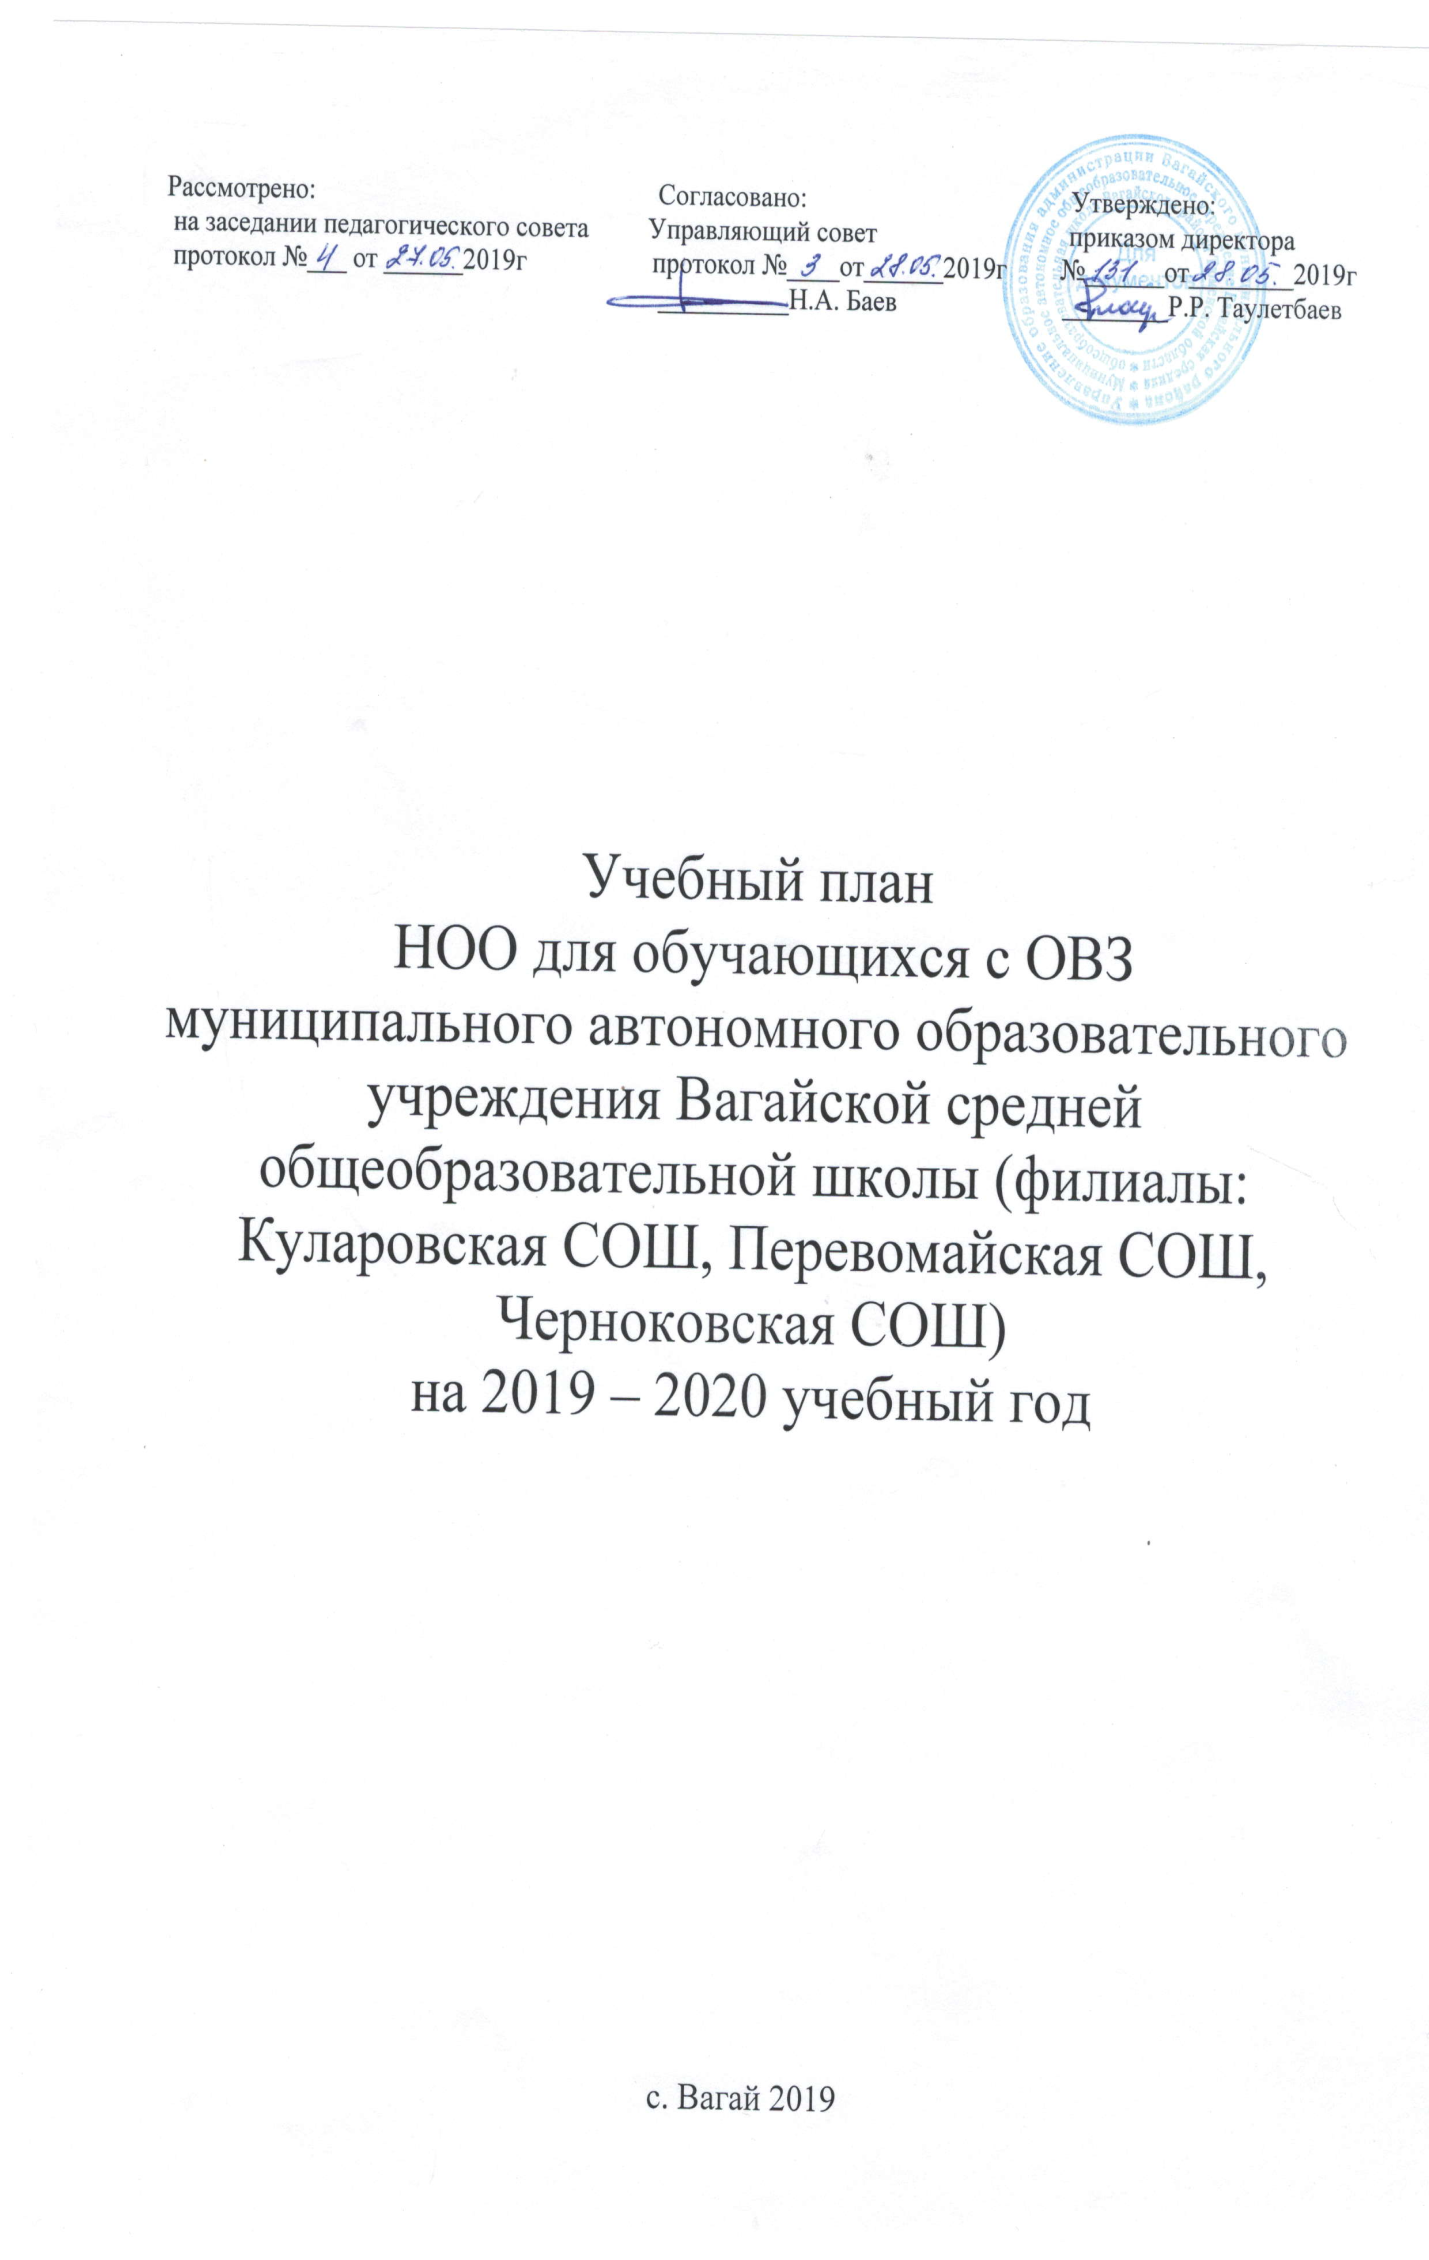 Рассмотрено:
на заседании педагогического совета
протокол № 4 от 27.05.2019г
Согласовано:
Управляющий совет
протокол № 3 от 28.05.2019г
Н.А. Баев
Утверждено:
приказом директора
№ 131 от 28.05.2019г
Р.Р. Таулетбаев
Для
документов
Учебный план
НОО для обучающихся с ОВЗ
муниципального автономного образовательного
учреждения Вагайской средней
общеобразовательной школы (филиалы:
Куларовская СОШ, Перевомайская СОШ,
Черноковская СОШ)
на 2019 – 2020 учебный год
с. Вагай 2019